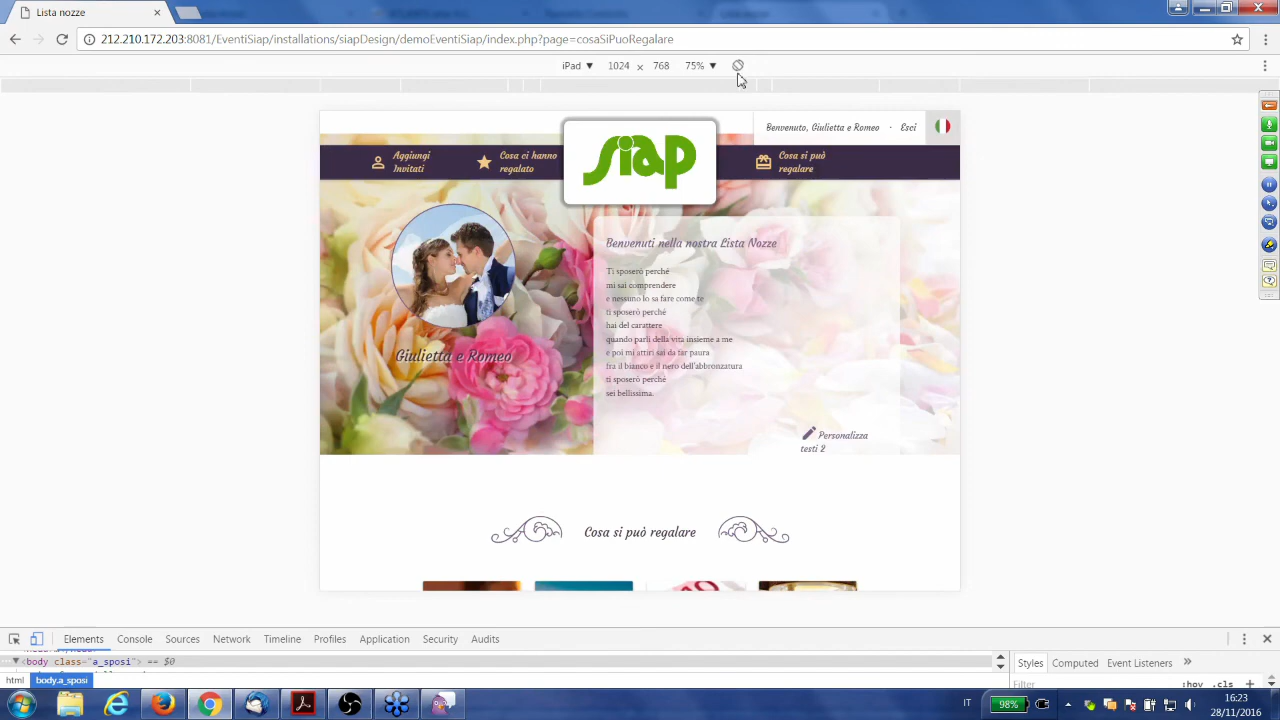 Lista nozze
212.210.172.203:8081/EventiSiap/installations/siapDesign/demoEventiSiap/index.php?page=cosaSiPuoRegalare
iPad ▼ 1024 × 768 75% ▼
Benvenuto, Giulietta e Romeo · Esci
Aggiungi
Invitati
Cosa ci hanno
regalato
siap
Cosa si può
regalare
Benvenuti nella nostra Lista Nozze
Ti sposerò perché
mi sai comprendere
e nessuno lo sa fare come te
ti sposerò perché
hai del carattere
quando parli della vita insieme a me
e poi mi attiri sai da far paura
fra il bianco e il nero dell'abbronzatura
ti sposerò perché
sei bellissima.
Giulietta e Romeo
Personalizza
testi 2
Cosa si può regalare
Elements Console Sources Network Timeline Profiles Application Security Audits
<body class="a_sposi"> == $0
Styles Computed Event Listeners »
html body.a_sposi
Filter :hov .cls +
98% IT
16:23
28/11/2016